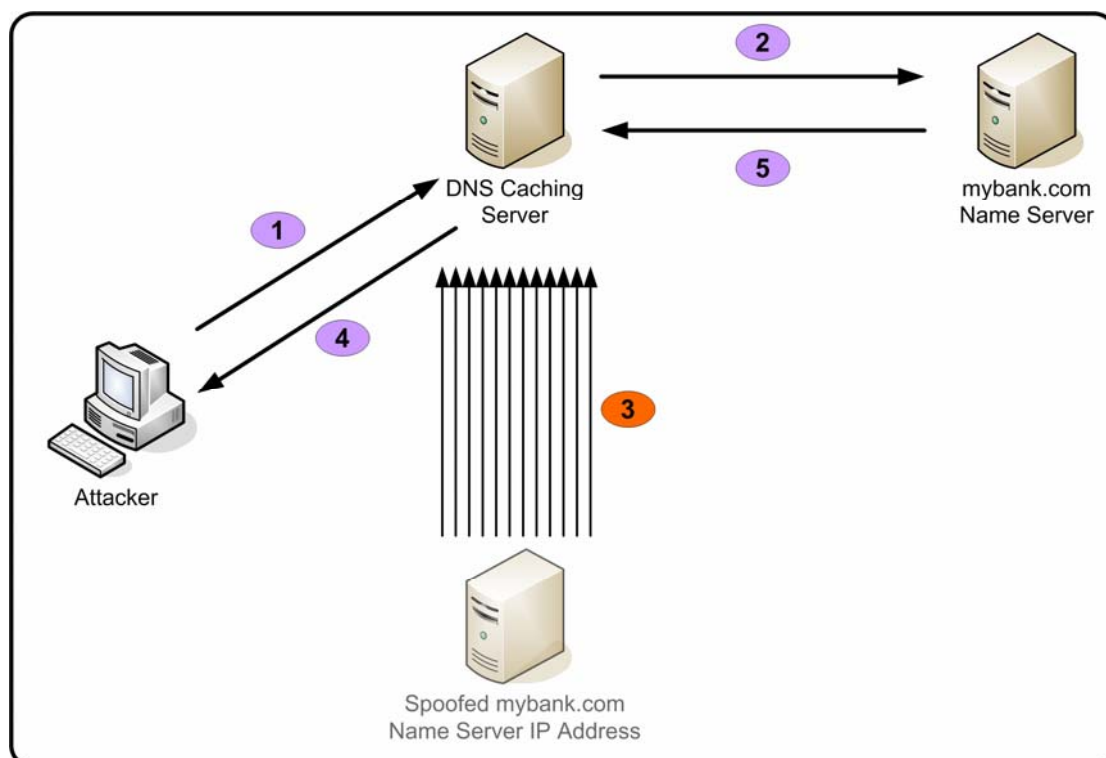 2
DNS Caching
Server
5
mybank.com
Name Server
1
4
Attacker
3
Spoofed mybank.com
Name Server IP Address